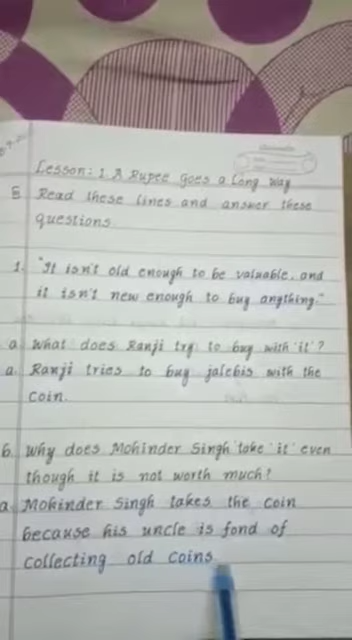 Lesson: 1 A Rupee goes a Long way
E Read these lines and answer these
questions.
1. "It isn't old enough to be valuable, and
it isn't new enough to buy anything."
a. What does Ranji try to buy with 'it'?
a. Ranji tries to buy jalebis with the
coin.
b. Why does Mohinder Singh take 'it' even
though it is not worth much?
a. Mohinder Singh takes the coin
because his uncle is fond of
collecting old coins.